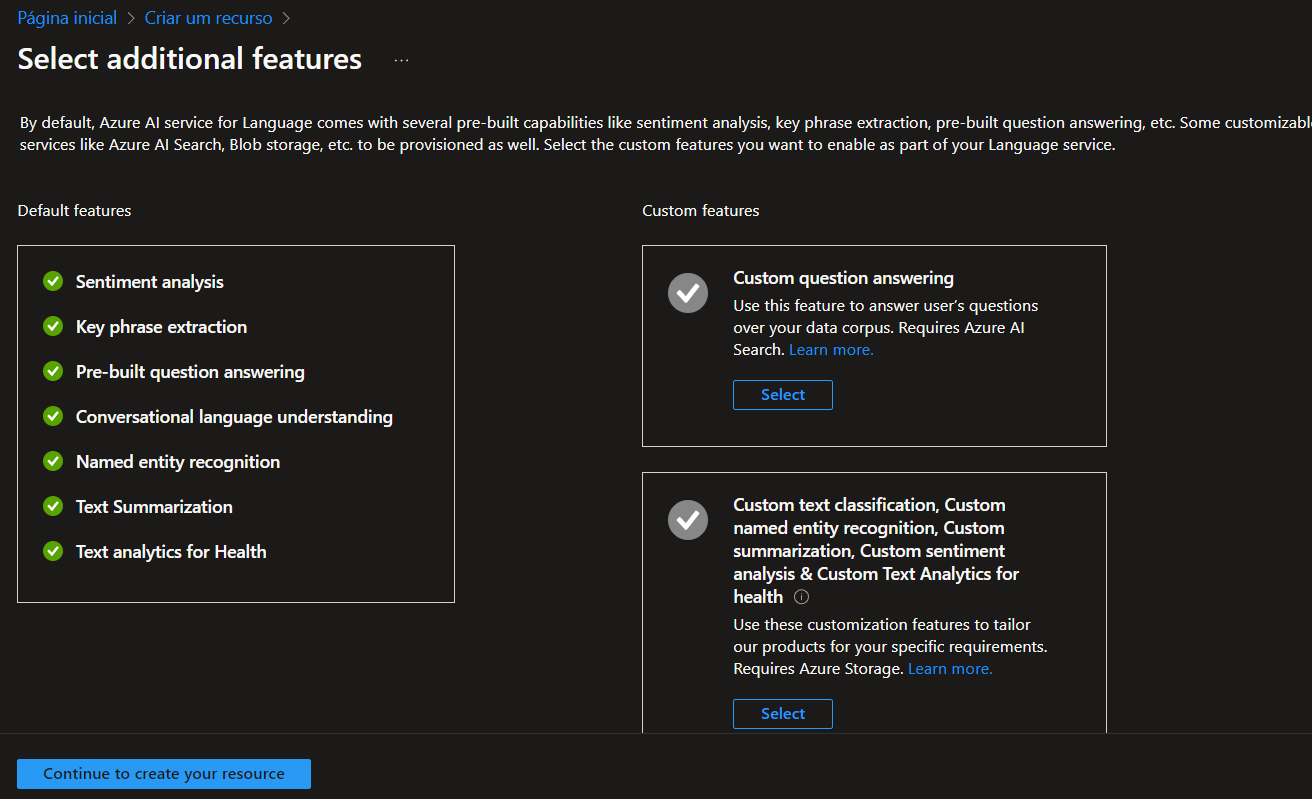 Página inicial > Criar um recurso >
Select additional features ...
By default, Azure AI service for Language comes with several pre-built capabilities like sentiment analysis, key phrase extraction, pre-built question answering, etc. Some customizable
services like Azure AI Search, Blob storage, etc. to be provisioned as well. Select the custom features you want to enable as part of your Language service.
Default features
Sentiment analysis
Key phrase extraction
Pre-built question answering
Conversational language understanding
Named entity recognition
Text Summarization
Text analytics for Health
Custom features
Custom question answering
Use this feature to answer user's questions
over your data corpus. Requires Azure AI
Search. Learn more.
Select
Custom text classification, Custom
named entity recognition, Custom
summarization, Custom sentiment
analysis & Custom Text Analytics for
health
Use these customization features to tailor
our products for your specific requirements.
Requires Azure Storage. Learn more.
Select
Continue to create your resource